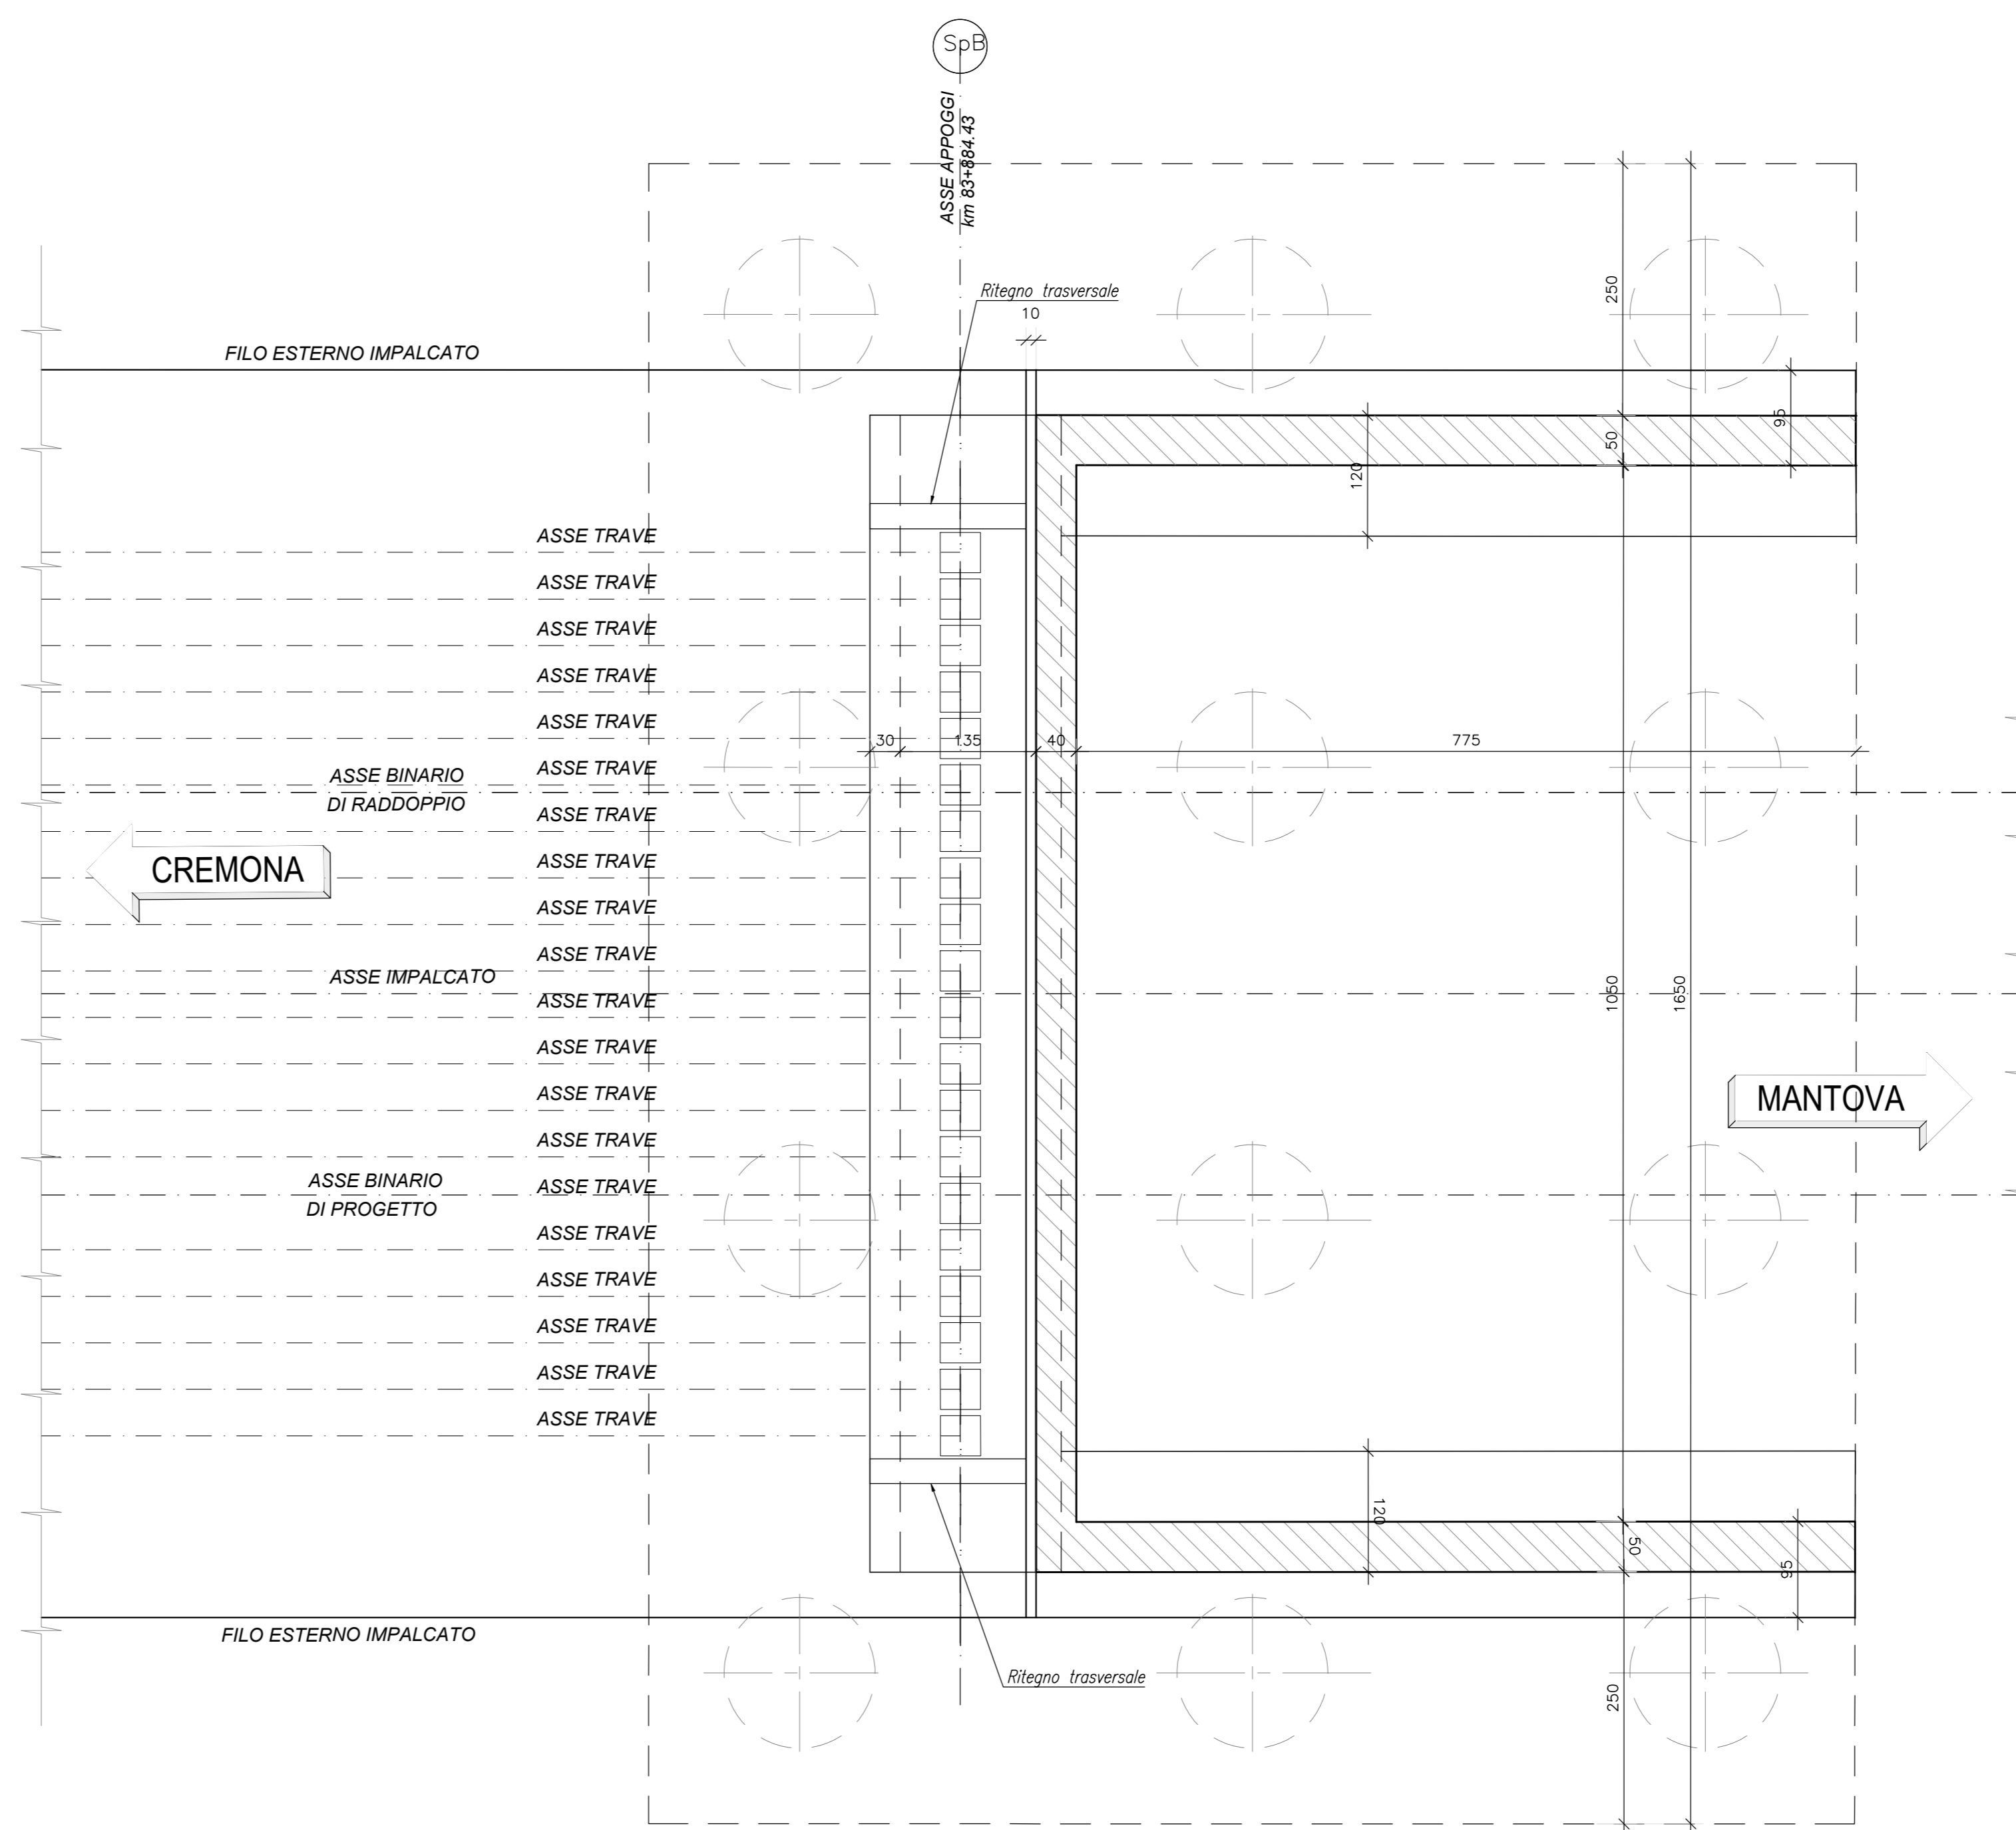 SpB
ASSE APPOGGI
km 83+884.43
Ritegno trasversale
10
250
FILO ESTERNO IMPALCATO
95
50
120
ASSE TRAVE
ASSE TRAVE
ASSE TRAVE
ASSE TRAVE
ASSE TRAVE
30
135
40
775
ASSE TRAVE
ASSE BINARIO
DI RADDOPPIO
ASSE TRAVE
ASSE TRAVE
CREMONA
ASSE TRAVE
ASSE TRAVE
ASSE IMPALCATO
1050
1650
ASSE TRAVE
ASSE TRAVE
ASSE TRAVE
MANTOVA
ASSE TRAVE
ASSE BINARIO
DI PROGETTO
ASSE TRAVE
ASSE TRAVE
ASSE TRAVE
ASSE TRAVE
ASSE TRAVE
ASSE TRAVE
120
50
95
FILO ESTERNO IMPALCATO
Ritegno trasversale
250